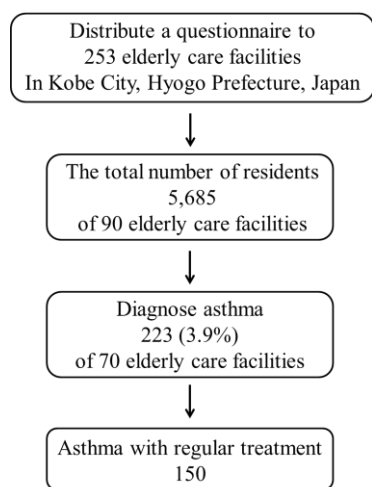 Distribute a questionnaire to
253 elderly care facilities
In Kobe City, Hyogo Prefecture, Japan
The total number of residents
5,685
of 90 elderly care facilities
Diagnose asthma
223 (3.9%)
of 70 elderly care facilities
Asthma with regular treatment
150